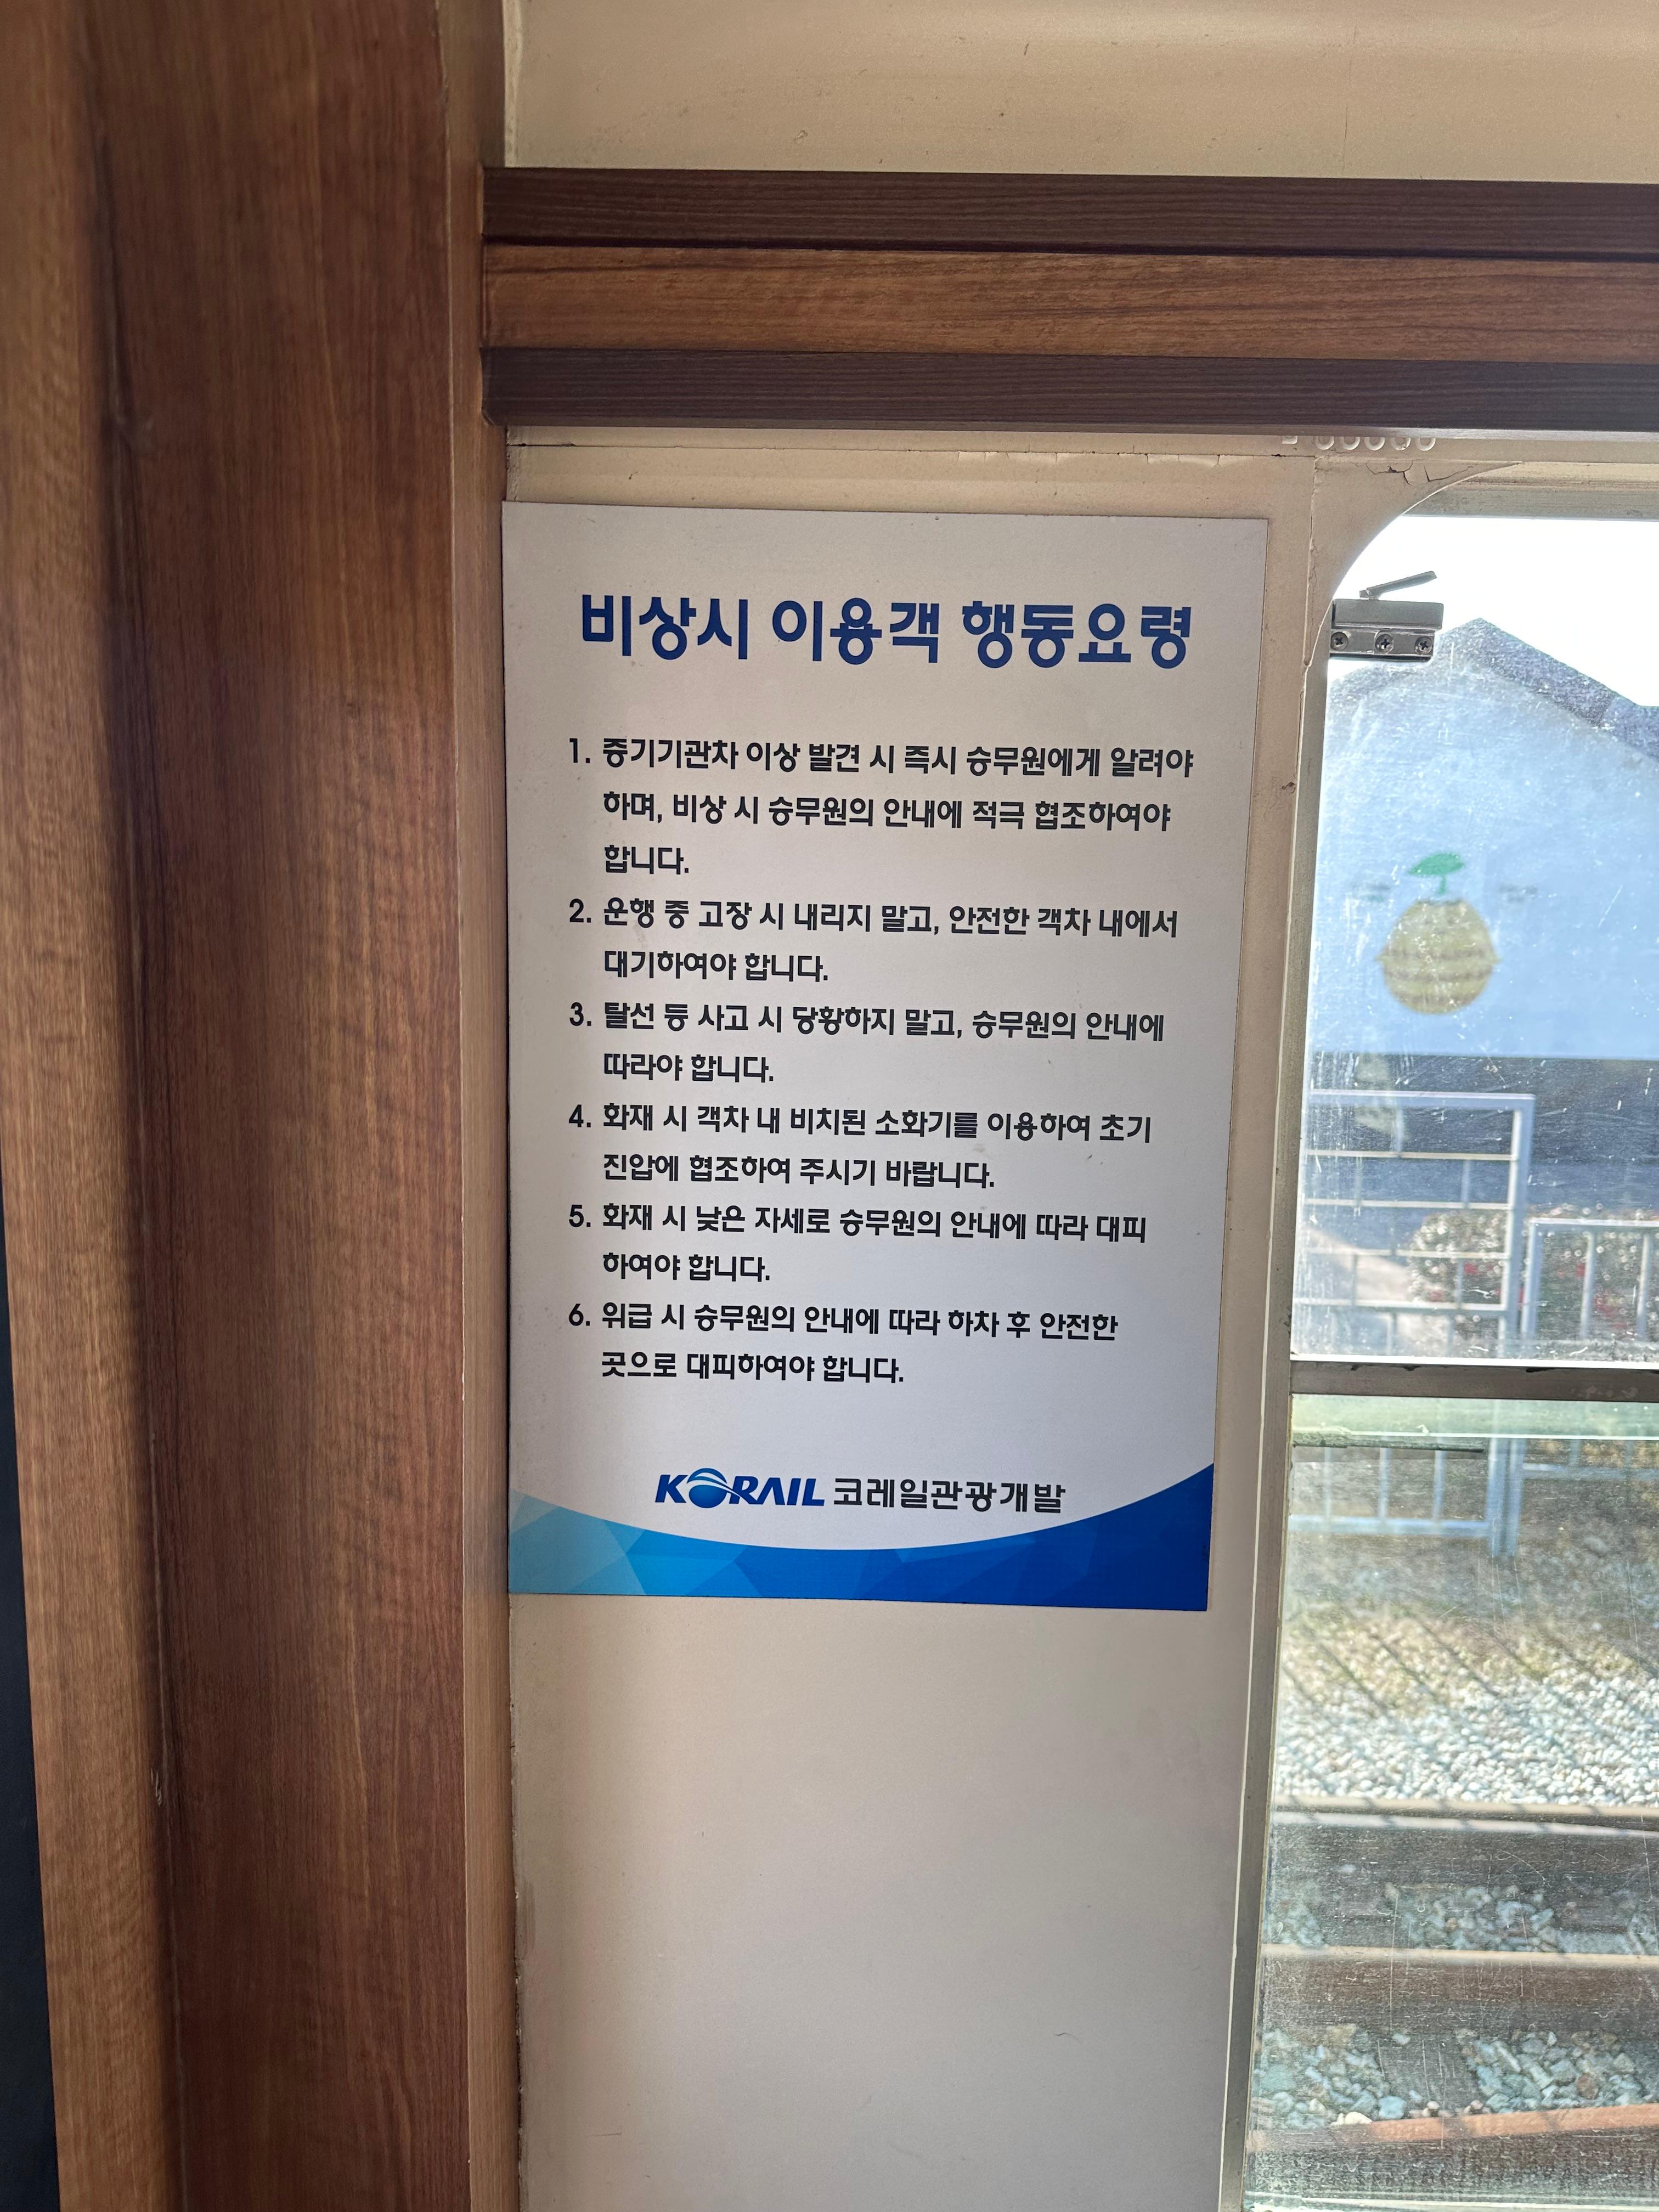 비상시 이용객 행동요령
1. 증기기관차 이상 발견 시 즉시 승무원에게 알려야
하며, 비상 시 승무원의 안내에 적극 협조하여야
합니다.
2. 운행 중 고장 시 내리지 말고, 안전한 객차 내에서
대기하여야 합니다.
3. 탈선 등 사고 시 당황하지 말고, 승무원의 안내에
따라야 합니다.
4. 화재 시 객차 내 비치된 소화기를 이용하여 초기
진압에 협조하여 주시기 바랍니다.
5. 화재 시 낮은 자세로 승무원의 안내에 따라 대피
하여야 합니다.
6. 위급 시 승무원의 안내에 따라 하차 후 안전한
곳으로 대피하여야 합니다.
KORAIL 코레일관광개발